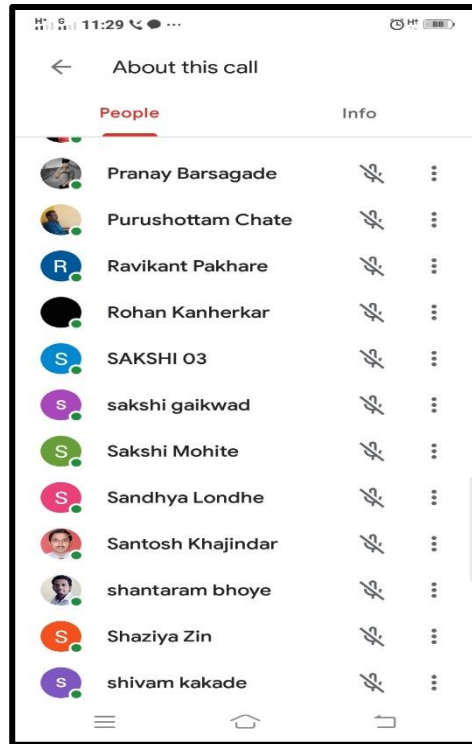 H+ G 11:29 ... H↑ 88
About this call
People Info
Pranay Barsagade
Purushottam Chate
R Ravikant Pakhare
Rohan Kanherkar
S SAKSHI 03
s sakshi gaikwad
S Sakshi Mohite
S Sandhya Londhe
Santosh Khajindar
shantaram bhoye
S Shaziya Zin
s shivam kakade